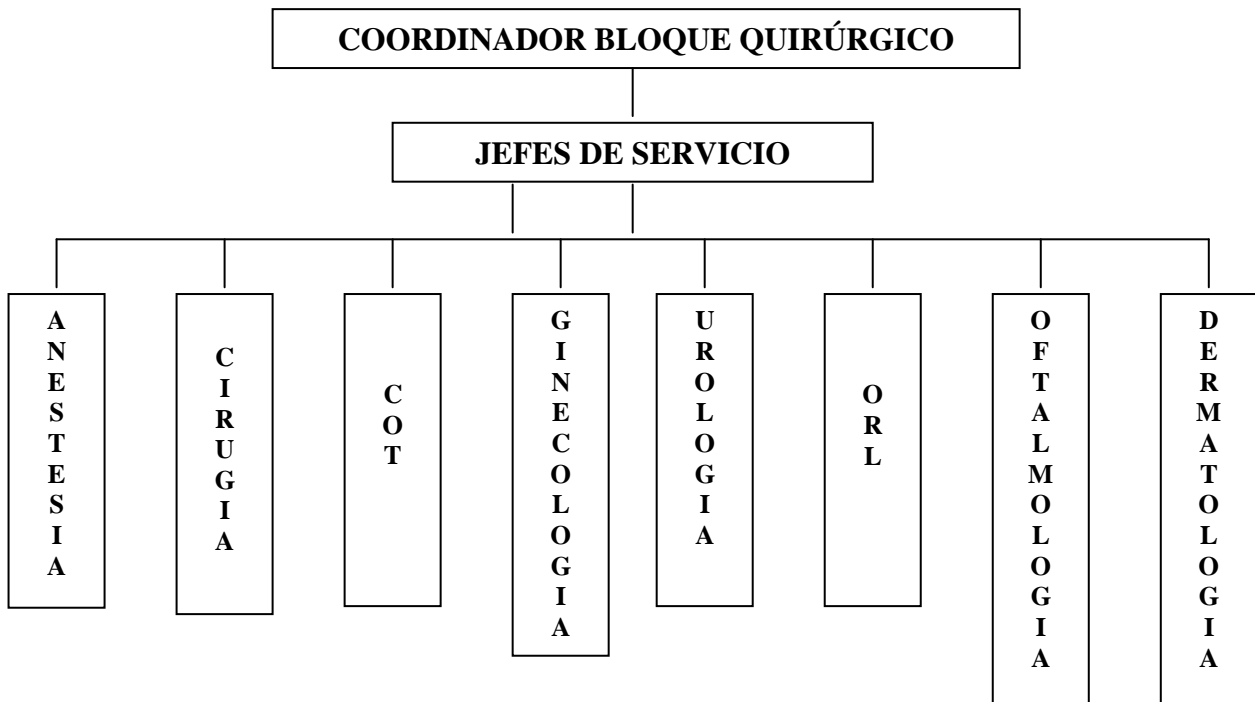 COORDINADOR BLOQUE QUIRÚRGICO
JEFES DE SERVICIO
ANESTESIA
CIRUGIA
COT
GINECOLOGIA
UROLOGIA
ORL
OFTALMOLOGIA
DERMATOLOGIA